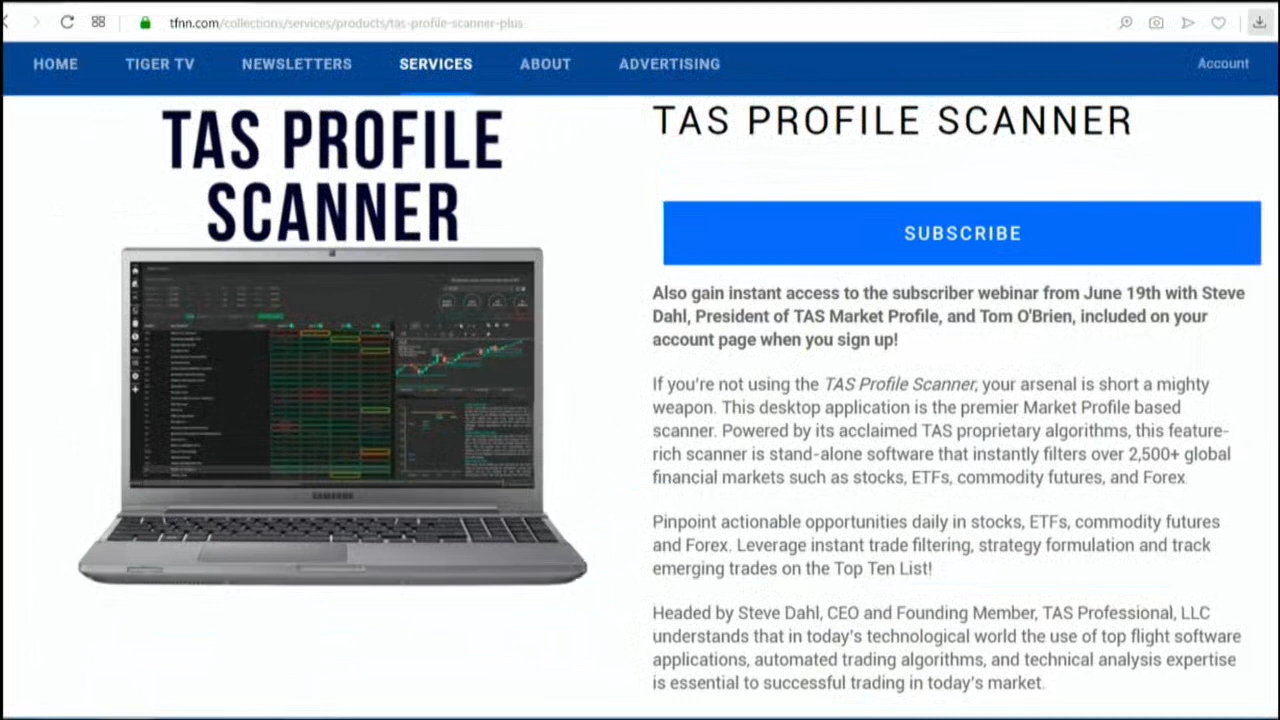 tfnn.com/collections/services/products/tas-profile-scanner-plus
HOME TIGER TV NEWSLETTERS SERVICES ABOUT ADVERTISING Account
TAS PROFILE
SCANNER
SAMSUNG
TAS PROFILE SCANNER
SUBSCRIBE
Also gain instant access to the subscriber webinar from June 19th with Steve
Dahl, President of TAS Market Profile, and Tom O'Brien, included on your
account page when you sign up!
If you're not using the TAS Profile Scanner, your arsenal is short a mighty
weapon. This desktop application is the premier Market Profile based
scanner. Powered by its acclaimed TAS proprietary algorithms, this feature-
rich scanner is stand-alone software that instantly filters over 2,500+ global
financial markets such as stocks, ETFs, commodity futures, and Forex.
Pinpoint actionable opportunities daily in stocks, ETFs, commodity futures
and Forex. Leverage instant trade filtering, strategy formulation and track
emerging trades on the Top Ten List!
Headed by Steve Dahl, CEO and Founding Member, TAS Professional, LLC
understands that in today's technological world the use of top flight software
applications, automated trading algorithms, and technical analysis expertise
is essential to successful trading in today's market.